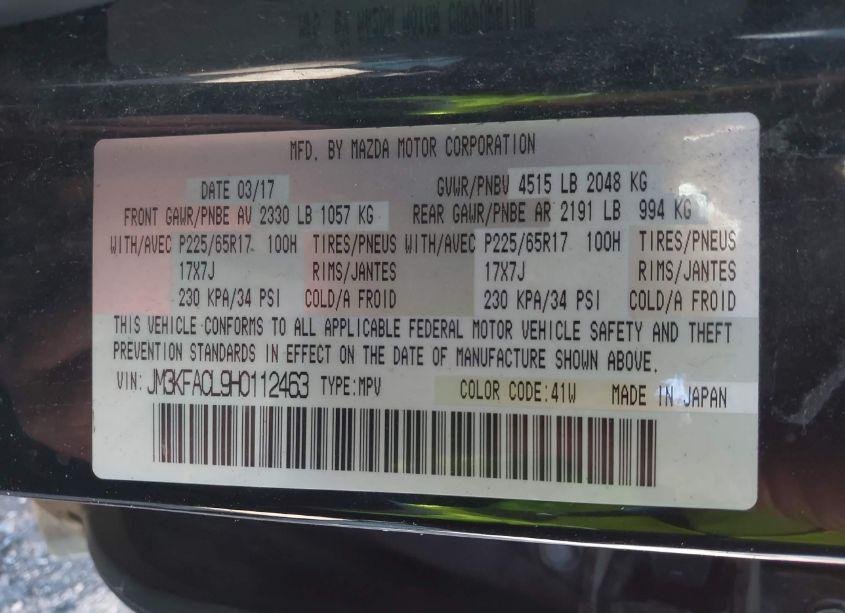 MFD. BY MAZDA MOTOR CORPORATION
DATE 03/17 GVWR/PNBV 4515 LB 2048 KG
FRONT GAWR/PNBE AV 2330 LB 1057 KG REAR GAWR/PNBE AR 2191 LB 994 KG
WITH/AVEC P225/65R17 100H TIRES/PNEUS WITH/AVEC P225/65R17 100H TIRES/PNEUS
17X7J RIMS/JANTES 17X7J RIMS/JANTES
230 KPA/34 PSI COLD/A FROID 230 KPA/34 PSI COLD/A FROID
THIS VEHICLE CONFORMS TO ALL APPLICABLE FEDERAL MOTOR VEHICLE SAFETY AND THEFT
PREVENTION STANDARDS IN EFFECT ON THE DATE OF MANUFACTURE SHOWN ABOVE.
VIN: JM3KFACL9H0112463 TYPE:MPV COLOR CODE:41W MADE IN JAPAN